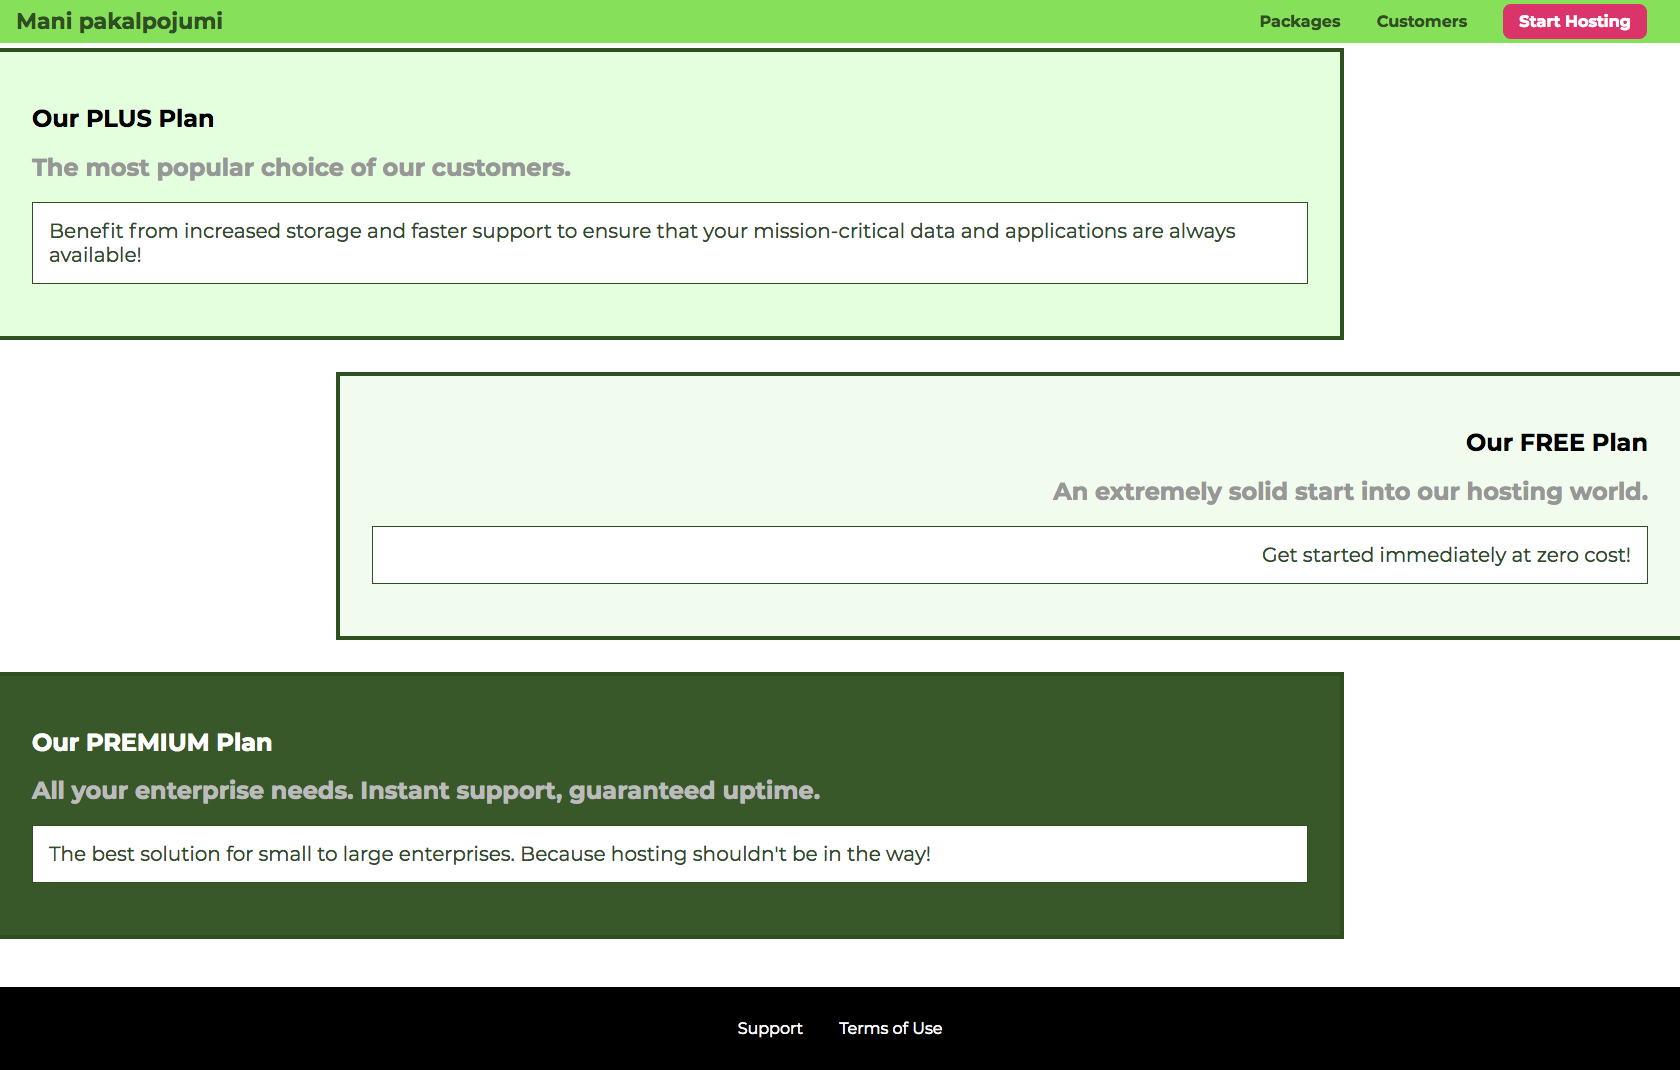 Mani pakalpojumi
Packages
Customers
Start Hosting
Our PLUS Plan
The most popular choice of our customers.
Benefit from increased storage and faster support to ensure that your mission-critical data and applications are always
available!
Our FREE Plan
An extremely solid start into our hosting world.
Get started immediately at zero cost!
Our PREMIUM Plan
All your enterprise needs. Instant support, guaranteed uptime.
The best solution for small to large enterprises. Because hosting shouldn't be in the way!
Support
Terms of Use